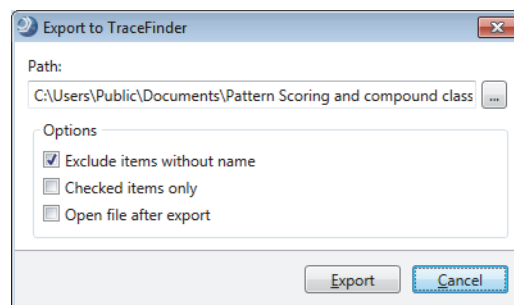 Export to TraceFinder
Path:
C:\Users\Public\Documents\Pattern Scoring and compound class
...
Options
Exclude items without name
Checked items only
Open file after export
Export
Cancel